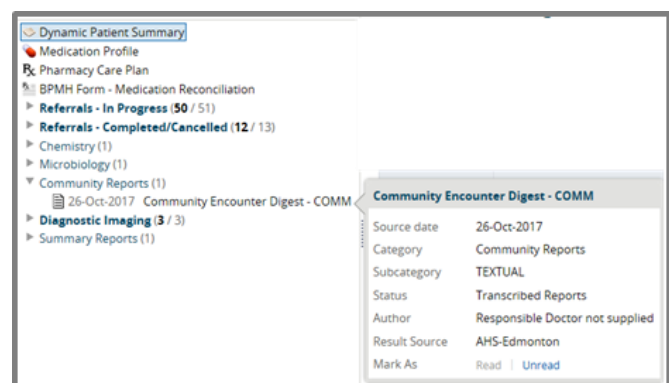 Dynamic Patient Summary
Medication Profile
Rx Pharmacy Care Plan
BPMH Form - Medication Reconciliation
Referrals - In Progress (50 / 51)
Referrals - Completed/Cancelled (12 / 13)
Chemistry (1)
Microbiology (1)
Community Reports (1)
26-Oct-2017 Community Encounter Digest - COMM
Diagnostic Imaging (3 / 3)
Summary Reports (1)
Community Encounter Digest - COMM
Source date 26-Oct-2017
Category Community Reports
Subcategory TEXTUAL
Status Transcribed Reports
Author Responsible Doctor not supplied
Result Source AHS-Edmonton
Mark As Read | Unread